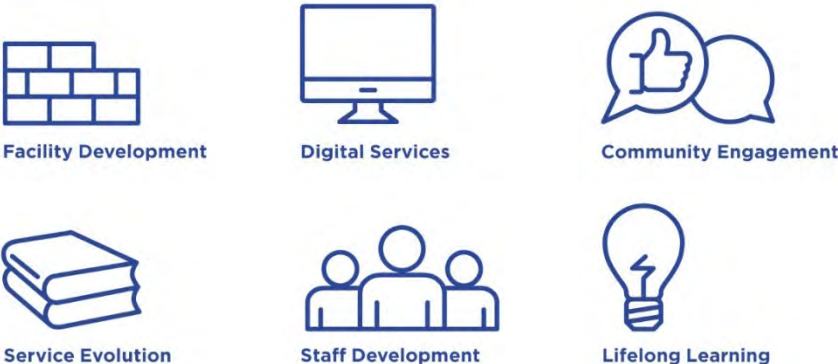 Facility Development
Digital Services
Community Engagement
Service Evolution
Staff Development
Lifelong Learning